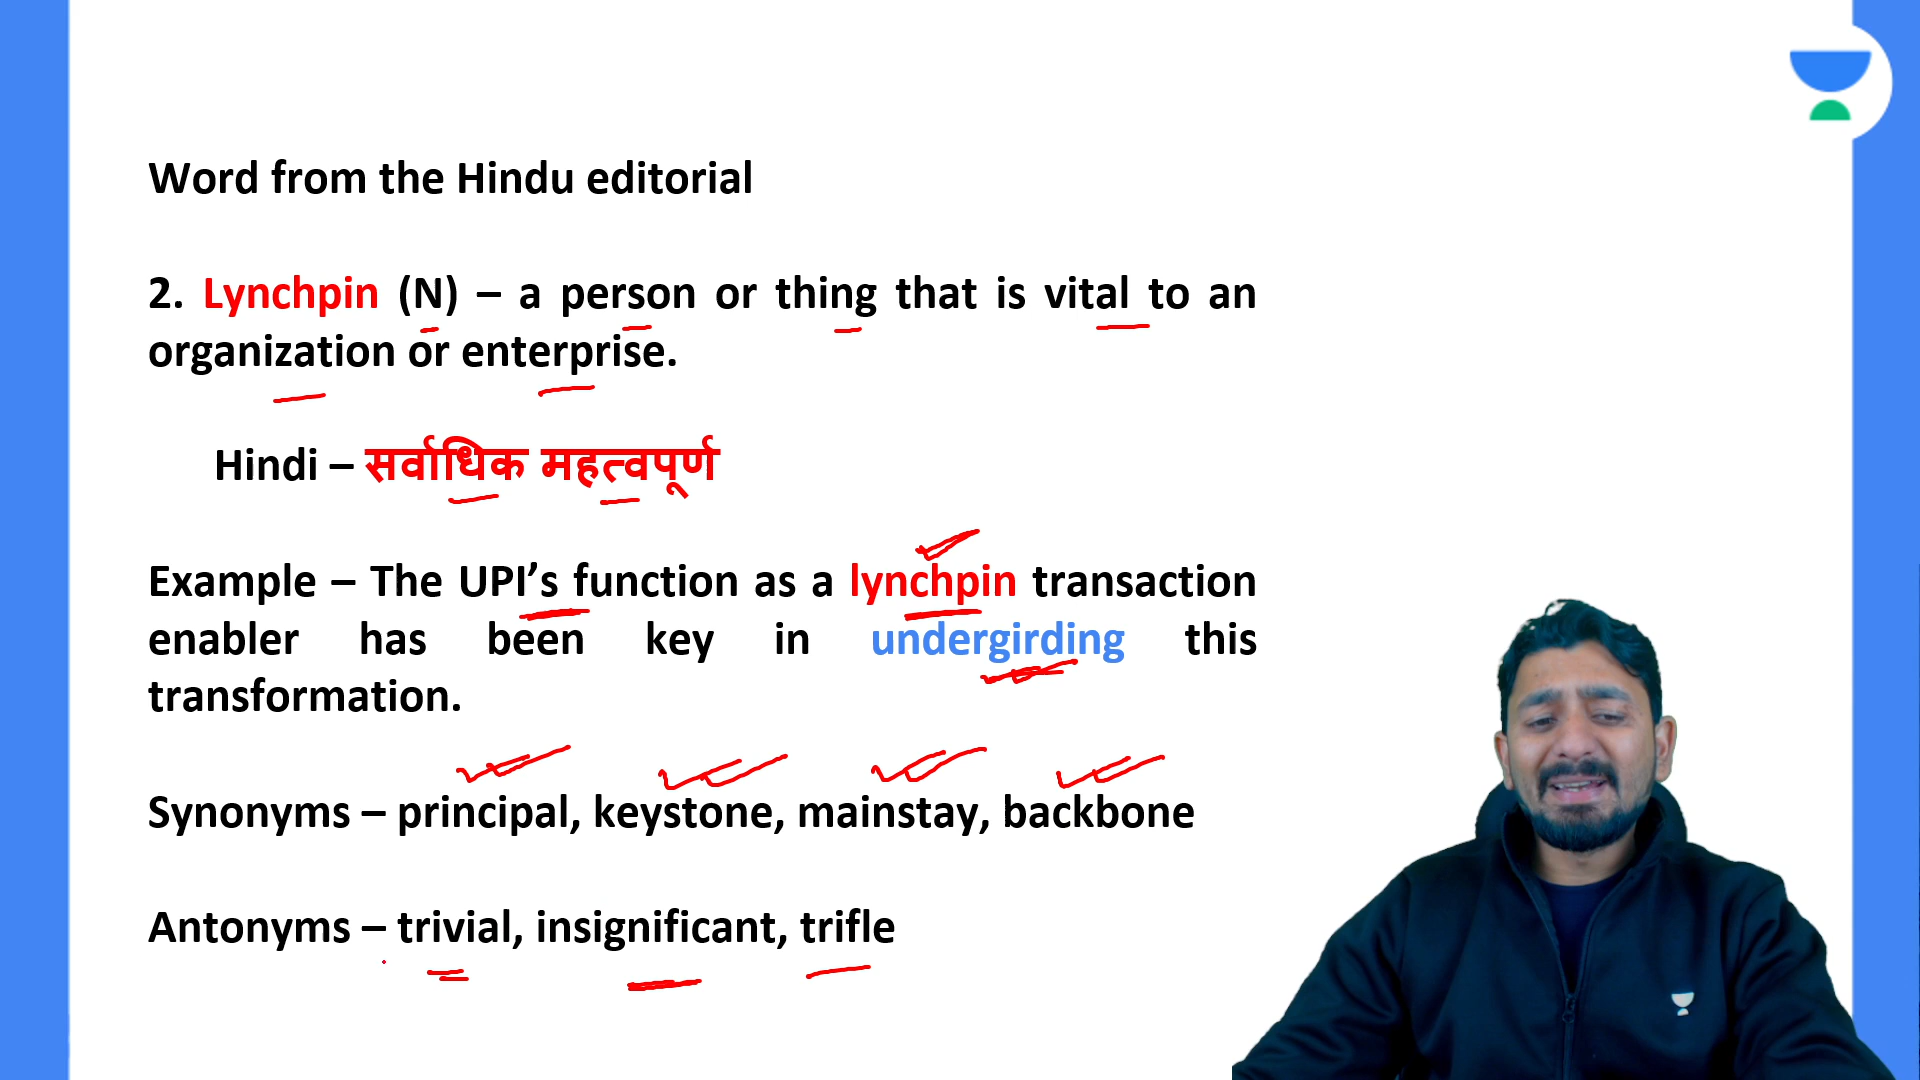 Word from the Hindu editorial
2. Lynchpin (N) – a person or thing that is vital to an
organization or enterprise.
Hindi – सर्वाधिक महत्वपूर्ण
Example – The UPI’s function as a lynchpin transaction
enabler has been key in undergirding this
transformation.
Synonyms – principal, keystone, mainstay, backbone
Antonyms – trivial, insignificant, trifle